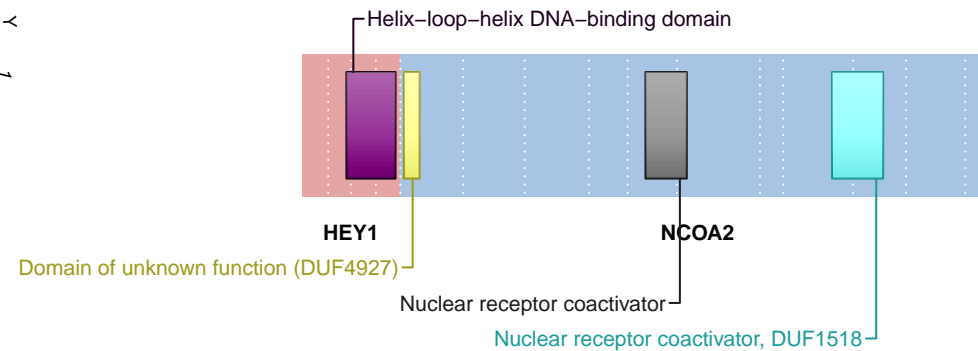 Helix−loop−helix DNA−binding domain
Y
1
HEY1
NCOA2
Domain of unknown function (DUF4927)
Nuclear receptor coactivator
Nuclear receptor coactivator, DUF1518